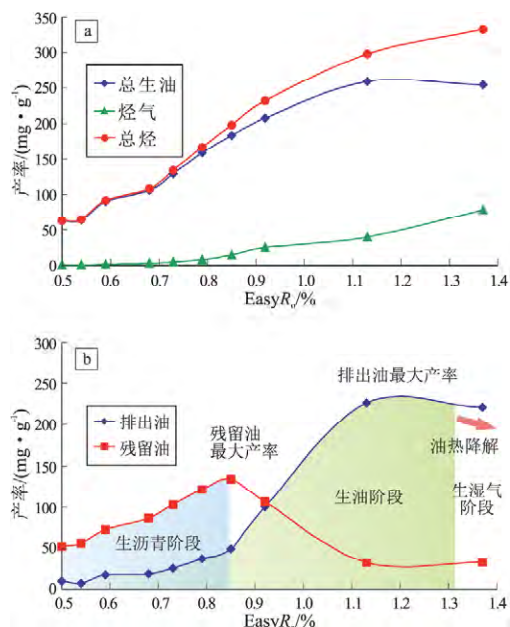 a
350
300
250
200
150
100
50
0
产率/(mg·g⁻¹)
总生油
烃气
总烃
0.5 0.6 0.7 0.8 0.9 1.0 1.1 1.2 1.3 1.4
EasyRₒ/%
b
300
250
200
150
100
50
0
产率/(mg·g⁻¹)
排出油
残留油
残留油
最大产率
排出油最大产率
油热降解
生沥青阶段
生油阶段
生湿气
阶段
0.5 0.6 0.7 0.8 0.9 1.0 1.1 1.2 1.3 1.4
EasyRₒ/%